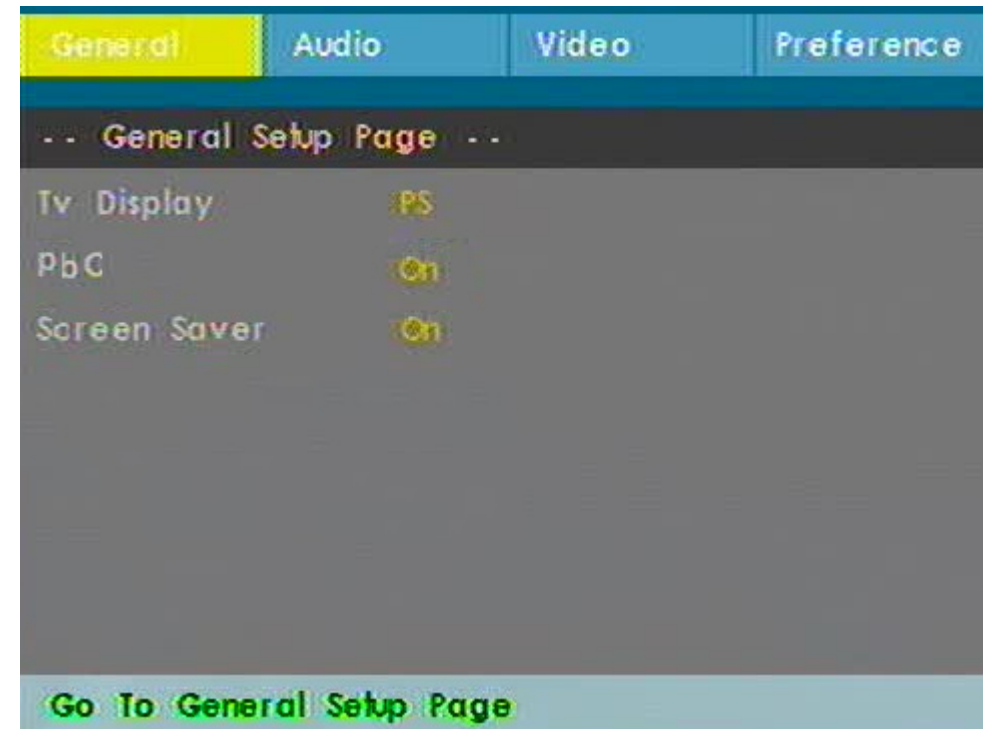 General Audio Video Preference
-- General Setup Page --
Tv Display PS
PbC On
Screen Saver On
Go To General Setup Page